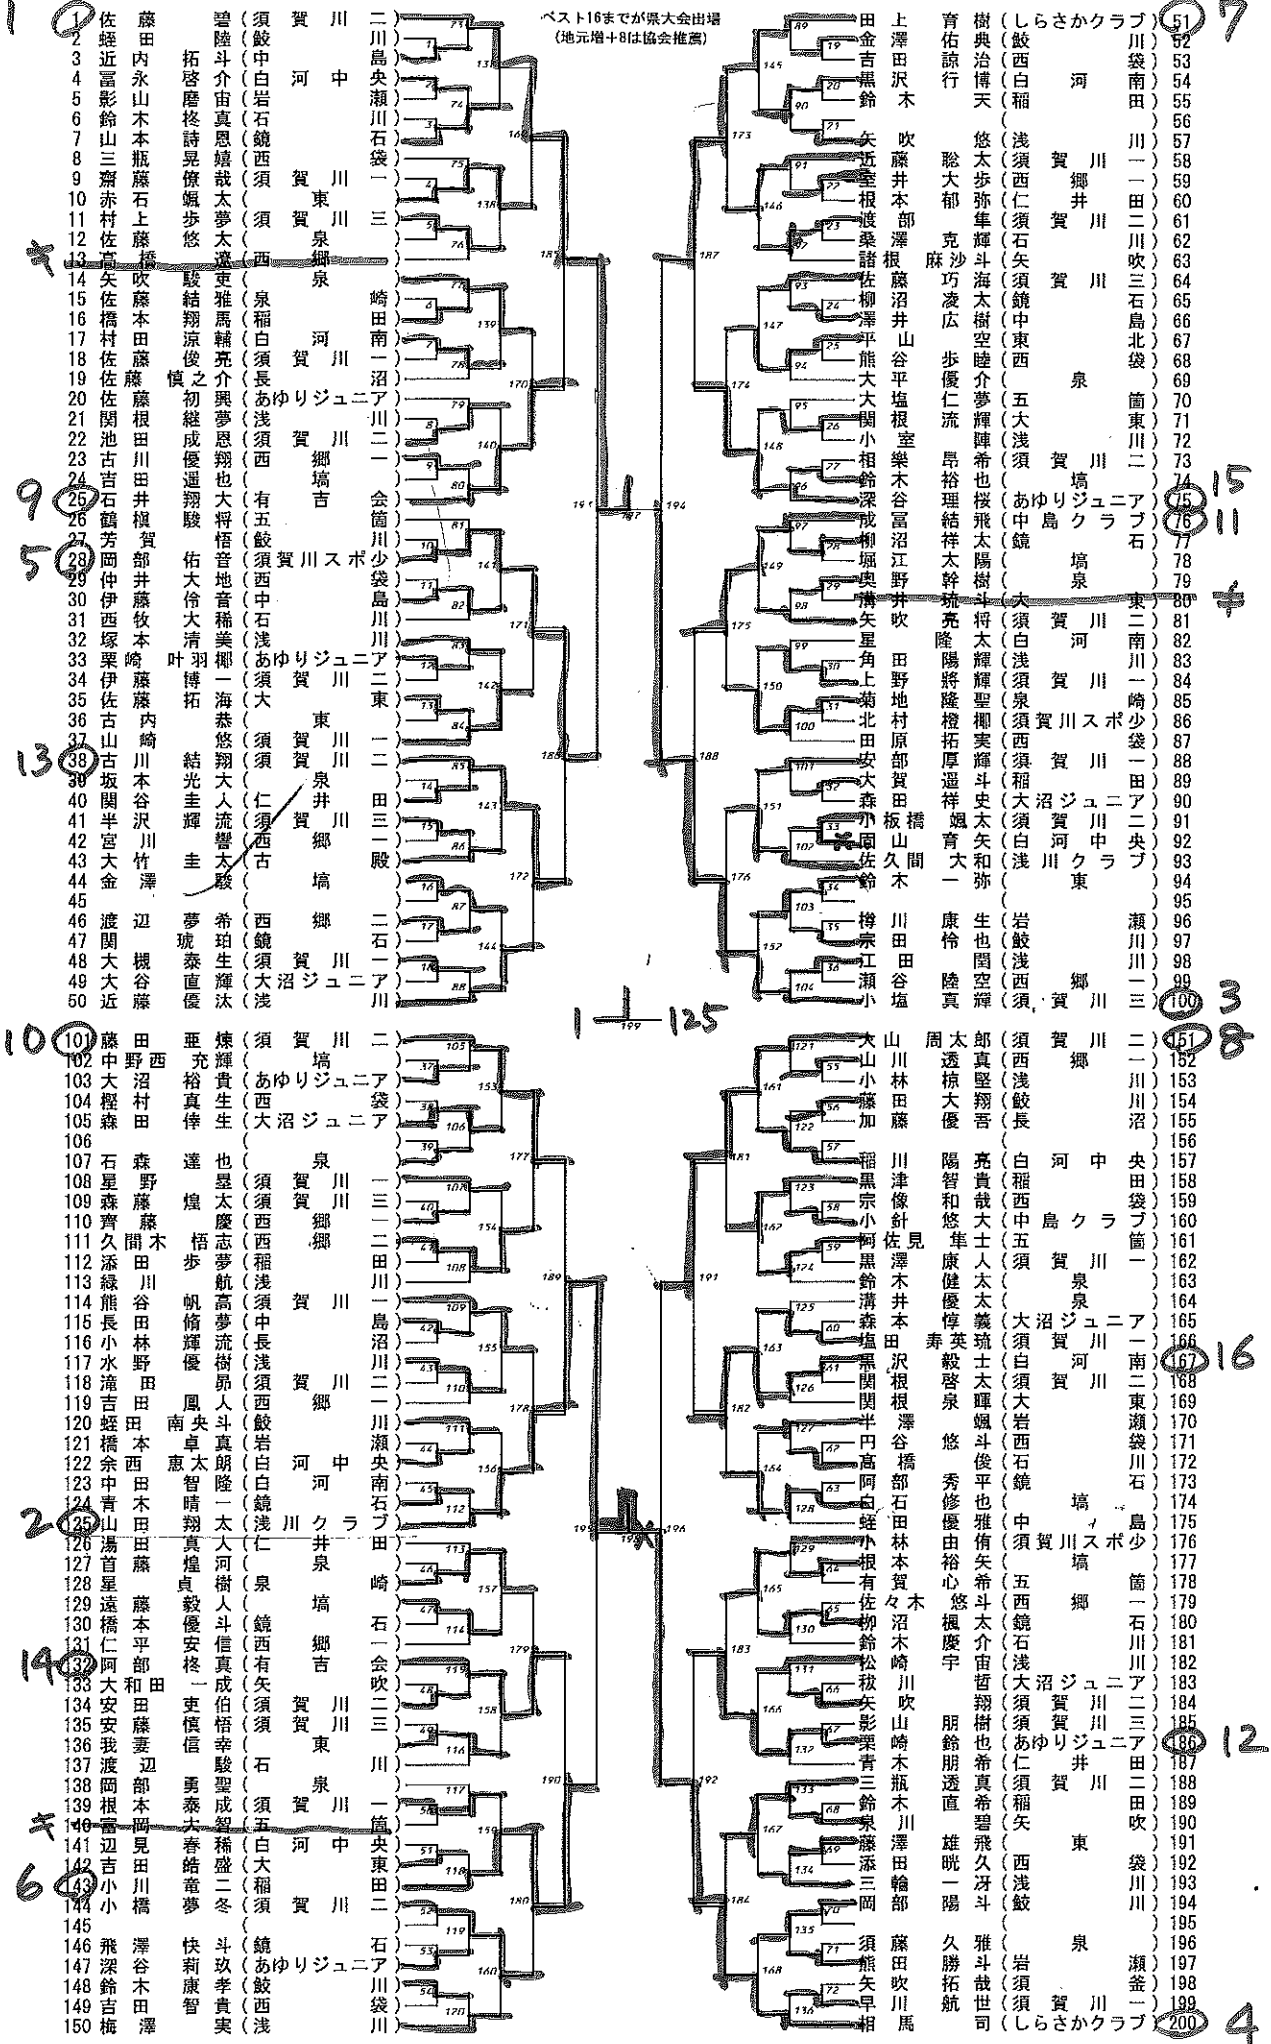 ベスト16までが県大会出場
(地元増+8は協会推薦)
1
1 佐藤 碧 (須賀川二)
2 蛭田 陸 (鮫川)
3 近内 拓斗 (中島)
4 冨永 啓介 (白河中央)
5 影山 磨宙 (岩瀬)
6 鈴木 柊真 (石川)
7 山本 詩恩 (鏡石)
8 三瓶 晃嬉 (西袋)
9 齋藤 僚哉 (須賀川一)
10 赤石 颯太 (東)
11 村上 歩夢 (須賀川三)
12 佐藤 悠太 (泉)
13 高橋 遼 (西郷一)
14 矢吹 駿吏 (泉)
15 佐藤 結雅 (泉崎)
16 橋本 翔馬 (稲田)
17 村田 涼輔 (白河南)
18 佐藤 俊亮 (須賀川一)
19 佐藤 慎之介 (長沼)
20 佐藤 初興 (あゆりジュニア)
21 関根 継夢 (浅川)
22 池田 成恩 (須賀川二)
23 古川 優翔 (西郷一)
24 吉田 遥也 (塙)
9
25 石井 翔大 (有吉会)
26 鶴槇 駿将 (五箇)
27 芳賀 悟 (鮫川)
5
28 岡部 佑音 (須賀川スポ少)
29 仲井 大地 (西袋)
30 伊藤 伶音 (中島)
31 西牧 大稀 (石川)
32 塚本 清美 (浅川)
33 栗崎 叶羽梛 (あゆりジュニア)
34 伊藤 博一 (須賀川二)
35 佐藤 拓海 (大東)
36 古内 恭 (東)
37 山崎 悠 (須賀川一)
13
38 古川 結翔 (須賀川二)
39 坂本 光大 (泉)
40 関谷 圭人 (仁井田)
41 半沢 輝流 (須賀川三)
42 宮川 響 (西郷一)
43 大竹 圭太 (古殿)
44 金澤 駿 (塙)
45 (
46 渡辺 夢希 (西郷二)
47 関 琥珀 (鏡石)
48 大槻 泰生 (須賀川一)
49 大谷 直輝 (大沼ジュニア)
50 近藤 優汰 (浅川)
田上 育樹 (しらさかクラブ) 51
7
金澤 佑典 (鮫川) 52
吉田 諒治 (西袋) 53
黒沢 行博 (白河南) 54
鈴木 天 (稲田) 55
( ) 56
矢吹 悠 (浅川) 57
近藤 聡太 (須賀川一) 58
室井 大歩 (西郷一) 59
根本 郁弥 (仁井田) 60
渡部 隼 (須賀川二) 61
桑澤 克輝 (石川) 62
諸根 麻沙斗 (矢吹) 63
佐藤 巧海 (須賀川三) 64
柳沼 凌太 (鏡石) 65
澤井 広樹 (中島) 66
平山 空 (東北) 67
熊谷 歩睦 (西袋) 68
大平 優介 (泉) 69
大塩 仁夢 (五箇) 70
関根 流輝 (大東) 71
小室 陣 (浅川) 72
相樂 昂希 (須賀川二) 73
鈴木 裕也 (塙) 74
深谷 理桜 (あゆりジュニア) 75
15
成冨 結飛 (中島クラブ) 76
11
柳沼 祥太 (鏡石) 77
堀江 太陽 (塙) 78
奥野 幹樹 (泉) 79
溝井 琉斗 (大東) 80
矢吹 亮将 (須賀川二) 81
星 隆太 (白河南) 82
角田 陽輝 (浅川) 83
上野 將輝 (須賀川一) 84
菊地 隆聖 (泉崎) 85
北村 橙梛 (須賀川スポ少) 86
田原 拓実 (西袋) 87
安部 厚輝 (須賀川一) 88
大賀 遥斗 (稲田) 89
森田 祥史 (大沼ジュニア) 90
小板橋 颯太 (須賀川二) 91
園山 育矢 (白河中央) 92
佐久間 大和 (浅川クラブ) 93
鈴木 一弥 (東) 94
( ) 95
樽川 康生 (岩瀬) 96
宗田 怜也 (鮫川) 97
江田 閏 (浅川) 98
瀬谷 陸空 (西郷一) 99
小塩 真輝 (須賀川三) 100
3
1 199 125
10
101 藤田 亜煉 (須賀川二)
102 中野西 充輝 (塙)
103 大沼 裕貴 (あゆりジュニア)
104 樫村 真生 (西袋)
105 森田 倖生 (大沼ジュニア)
106 ( )
107 石森 達也 (泉)
108 星野 塁 (須賀川一)
109 森藤 煌太 (須賀川三)
110 齊藤 慶 (西郷一)
111 久間木 悟志 (西郷二)
112 添田 歩夢 (稲田)
113 緑川 航 (浅川)
114 熊谷 帆高 (須賀川一)
115 長田 脩夢 (中島)
116 小林 輝流 (長沼)
117 水野 優樹 (浅川)
118 滝田 昴 (須賀川二)
119 吉田 鳳人 (西郷一)
120 蛭田 南央斗 (鮫川)
121 橋本 卓真 (岩瀬)
122 余西 恵太朗 (白河中央)
123 中田 智隆 (白河南)
124 青木 晴一 (鏡石)
2
125 山田 翔太 (浅川クラブ)
126 湯田 真人 (仁井田)
127 首藤 煌河 (泉)
128 星 貞樹 (泉崎)
129 遠藤 毅人 (塙)
130 橋本 優斗 (鏡石)
131 仁平 安信 (西郷一)
14
132 阿部 柊真 (有吉会)
133 大和田 一成 (矢吹)
134 安田 吏伯 (須賀川二)
135 安藤 慎悟 (須賀川三)
136 我妻 信幸 (東)
137 渡辺 駿 (石川)
138 岡部 勇聖 (泉)
139 根本 泰成 (須賀川一)
140 富岡 大智 (五箇)
141 辺見 春稀 (白河中央)
142 吉田 皓盛 (大東)
6
143 小川 竜二 (稲田)
144 小橋 夢冬 (須賀川二)
145 ( )
146 飛澤 快斗 (鏡石)
147 深谷 莉玖 (あゆりジュニア)
148 鈴木 康孝 (鮫川)
149 吉田 智貴 (西袋)
150 梅澤 実 (浅川)
大山 周太郎 (須賀川二) 151
8
山川 透真 (西郷一) 152
小林 椋堅 (浅川) 153
藤田 大翔 (鮫川) 154
加藤 優吾 (長沼) 155
( ) 156
稲川 陽亮 (白河中央) 157
黒津 智貴 (稲田) 158
宗像 和哉 (西袋) 159
小針 悠大 (中島クラブ) 160
阿佐見 隼士 (五箇) 161
黒澤 康人 (須賀川一) 162
鈴木 健太 (泉) 163
溝井 優太 (泉) 164
森本 惇義 (大沼ジュニア) 165
塩田 寿英琉 (須賀川一) 166
黒沢 毅士 (白河南) 167
16
関根 啓太 (須賀川二) 168
関根 泉暉 (大東) 169
半澤 颯 (岩瀬) 170
円谷 悠斗 (西袋) 171
高橋 俊 (石川) 172
阿部 秀平 (鏡石) 173
白石 修也 (塙) 174
蛭田 優雅 (中島) 175
小林 由侑 (須賀川スポ少) 176
根本 裕矢 (塙) 177
有賀 心希 (五箇) 178
佐々木 悠斗 (西郷一) 179
柳沼 楓太 (鏡石) 180
鈴木 慶介 (石川) 181
松崎 宇宙 (浅川) 182
秡川 哲 (大沼ジュニア) 183
矢吹 翔 (須賀川二) 184
影山 朋樹 (須賀川三) 185
栗崎 鈴也 (あゆりジュニア) 186
12
青木 朋希 (仁井田) 187
三瓶 透真 (須賀川二) 188
鈴木 直希 (稲田) 189
泉川 碧 (矢吹) 190
藤澤 雄飛 (東) 191
添田 晄久 (西袋) 192
三輪 一冴 (浅川) 193
岡部 陽斗 (鮫川) 194
( ) 195
須藤 久雅 (泉) 196
熊田 勝斗 (岩瀬) 197
矢吹 拓哉 (須釜) 198
早川 航世 (須賀川一) 199
相馬 司 (しらさかクラブ) 200
4